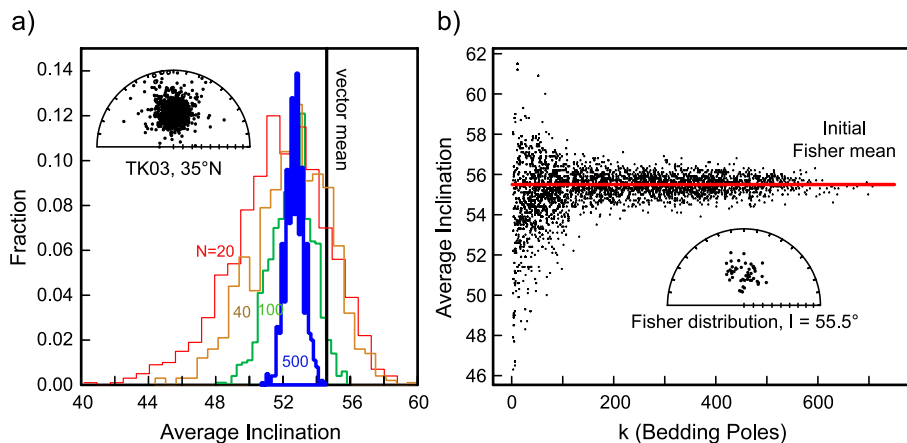 a)
0.14
0.12
0.10
0.08
0.06
0.04
0.02
0.00
Fraction
TK03, 35°N
vector mean
N=20
40
100
500
40
44
48
52
56
60
Average Inclination
b)
62
60
58
56
54
52
50
48
46
Average Inclination
Initial
Fisher mean
Fisher distribution, I = 55.5°
0
200
400
600
k (Bedding Poles)